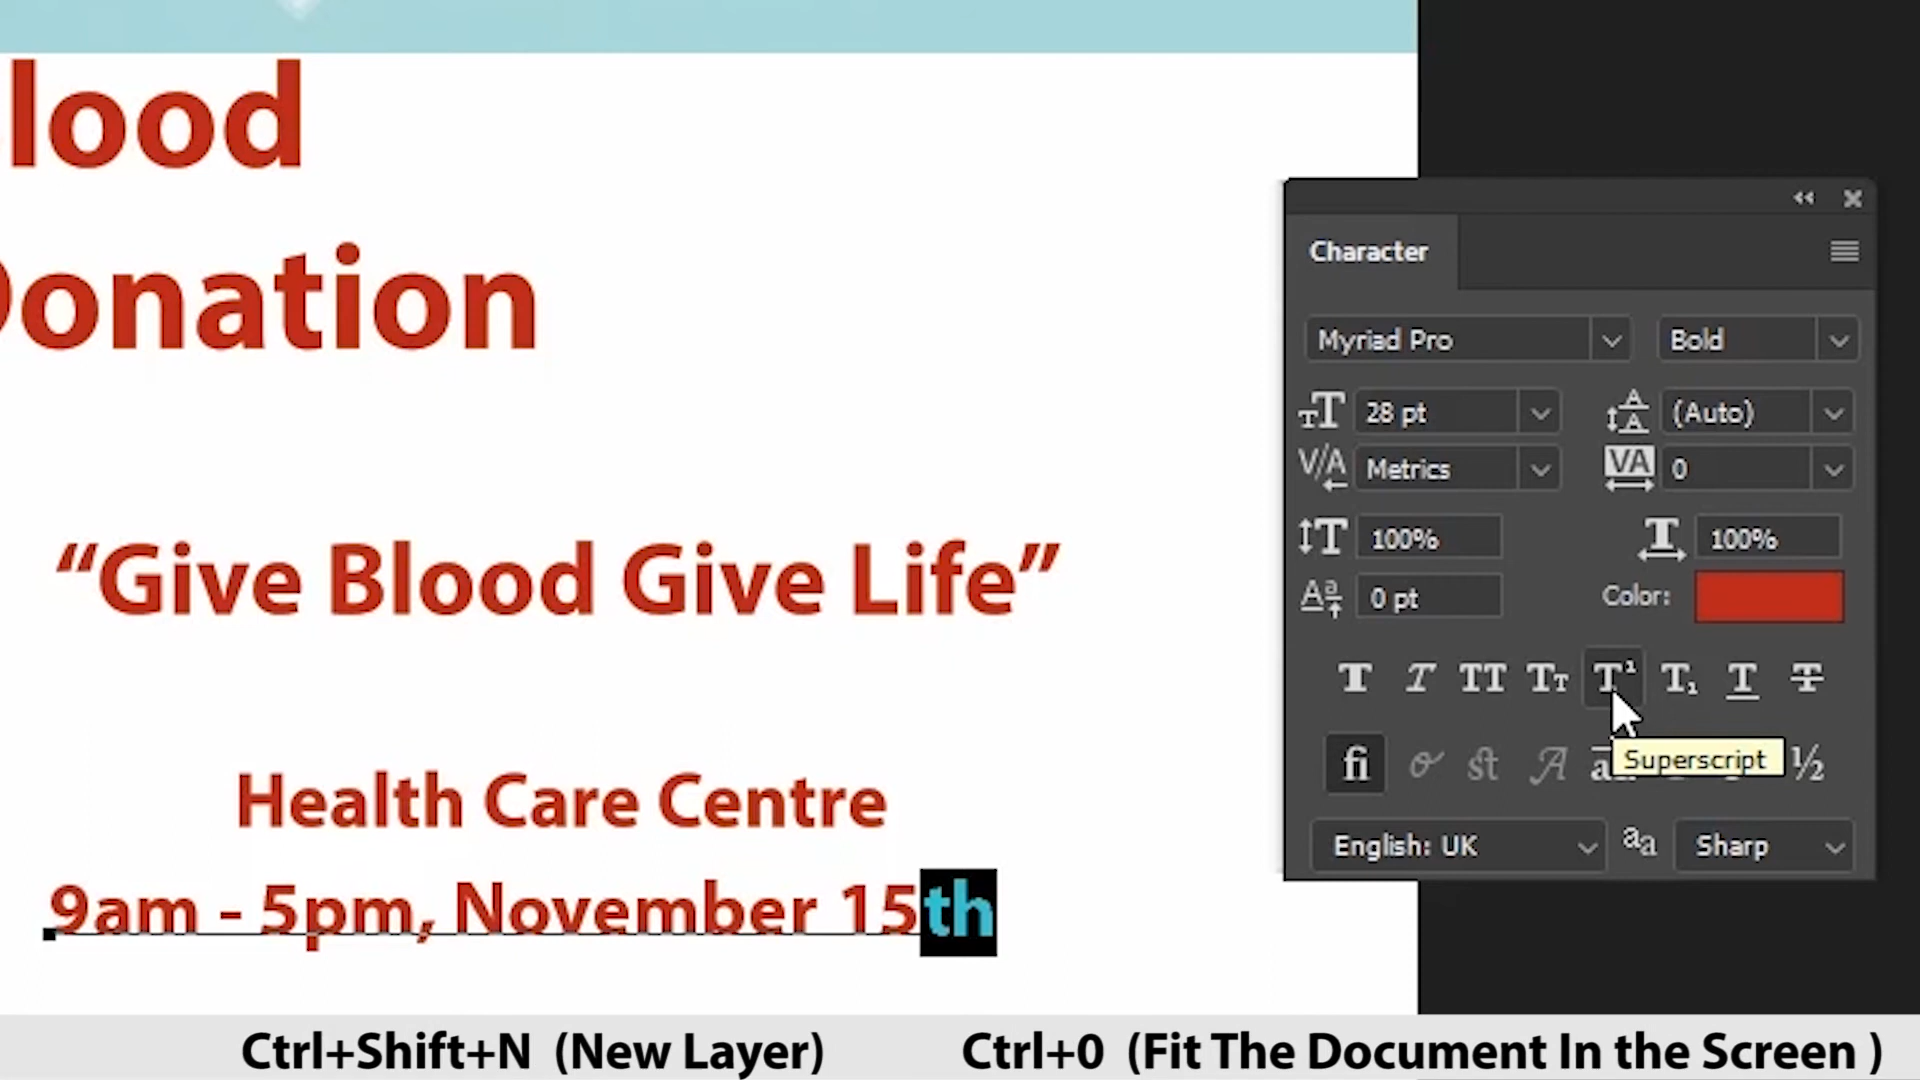 lood
Donation
“Give Blood Give Life”
Health Care Centre
9am - 5pm, November 15th
Character
Myriad Pro
Bold
28 pt
(Auto)
Metrics
0
100%
100%
0 pt
Color:
Superscript
½
English: UK
Sharp
Ctrl+Shift+N (New Layer)
Ctrl+0 (Fit The Document In the Screen )